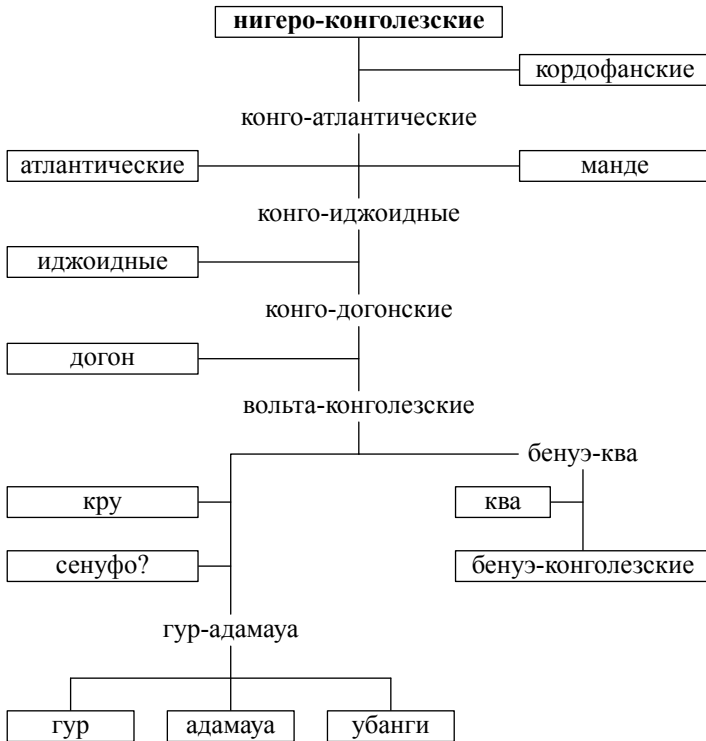 нигеро-конголезские
кордофанские
конго-атлантические
атлантические
манде
конго-иджоидные
иджоидные
конго-догонские
догон
вольта-конголезские
бенуэ-ква
кру
ква
сенуфо?
бенуэ-конголезские
гур-адамауа
гур
адамауа
убанги